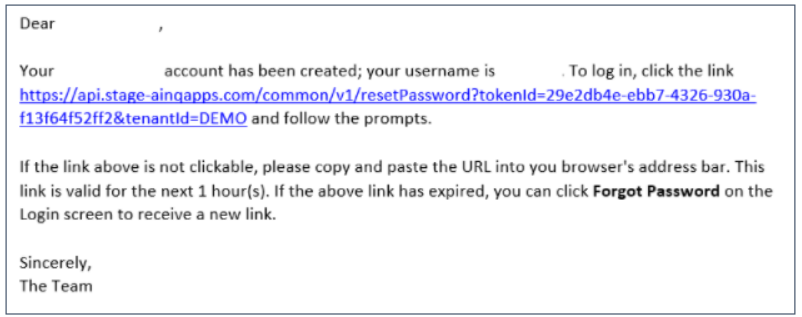 Dear ,
Your account has been created; your username is . To log in, click the link
https://api.stage-ainqapps.com/common/v1/resetPassword?tokenId=29e2db4e-ebb7-4326-930a-
f13f64f52ff2&tenantId=DEMO and follow the prompts.
If the link above is not clickable, please copy and paste the URL into you browser's address bar. This
link is valid for the next 1 hour(s). If the above link has expired, you can click Forgot Password on the
Login screen to receive a new link.
Sincerely,
The Team